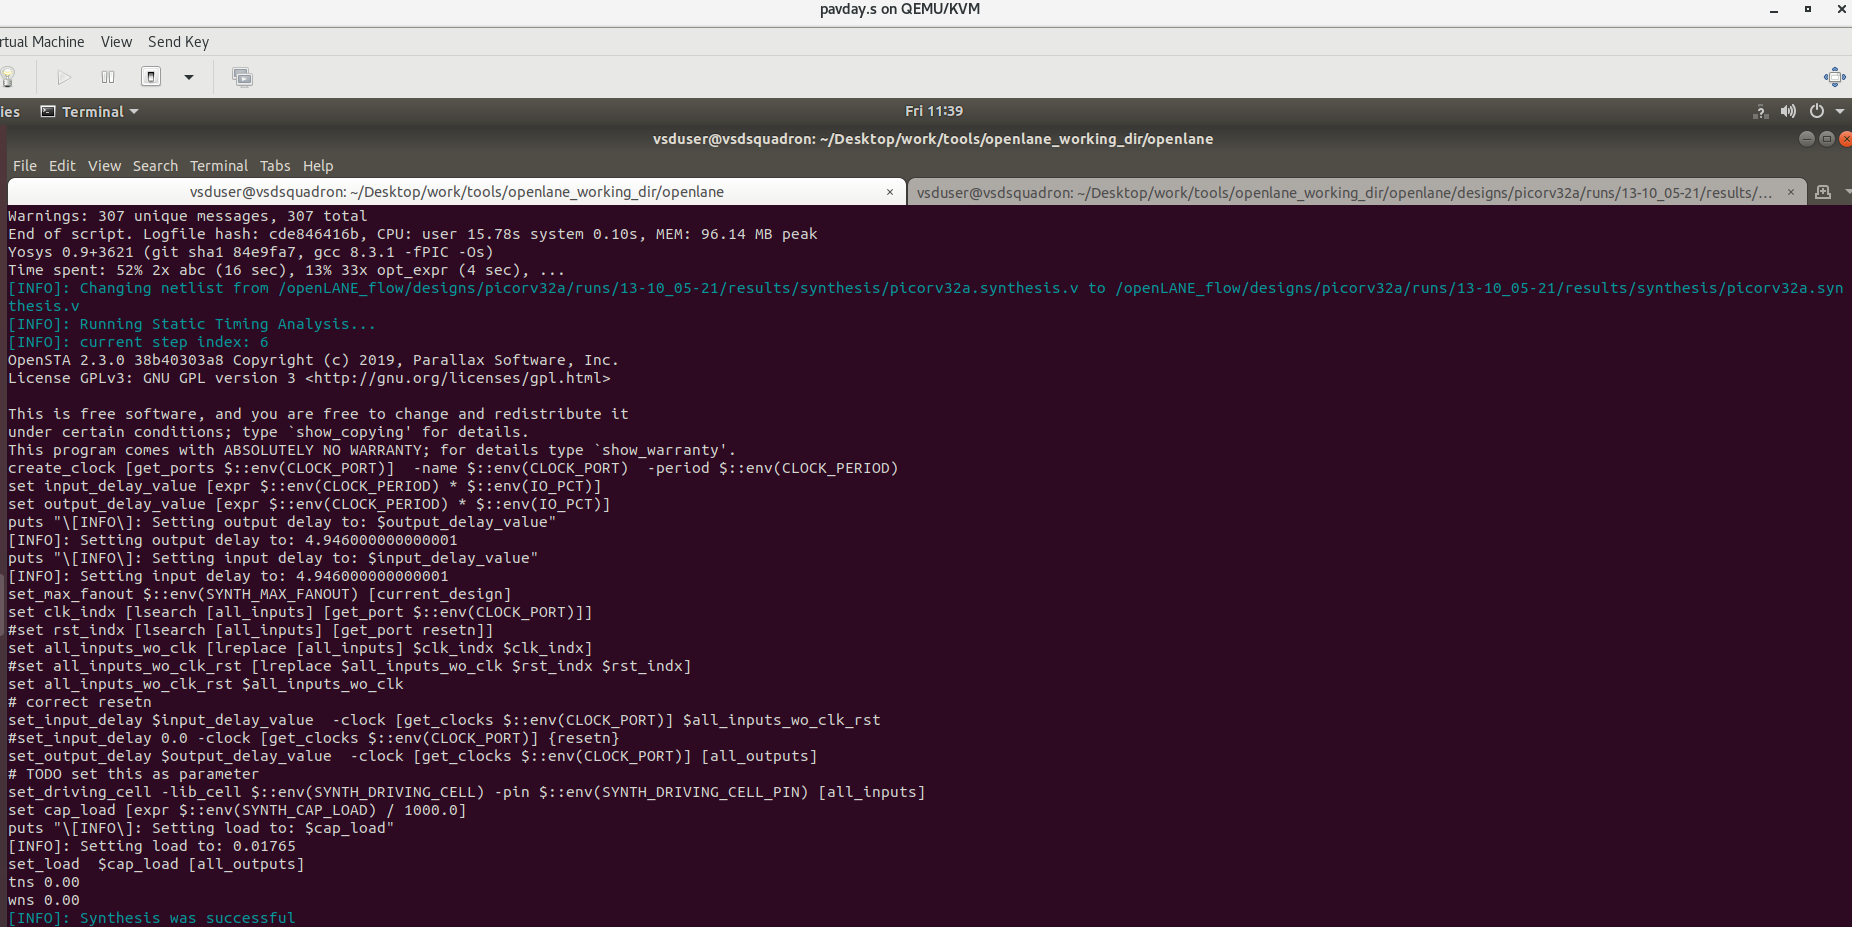 pavday.s on QEMU/KVM
rtual Machine View Send Key
ies Terminal Fri 11:39
vsduser@vsdsquadron: ~/Desktop/work/tools/openlane_working_dir/openlane
File Edit View Search Terminal Tabs Help
vsduser@vsdsquadron: ~/Desktop/work/tools/openlane_working_dir/openlane × vsduser@vsdsquadron: ~/Desktop/work/tools/openlane_working_dir/openlane/designs/picorv32a/runs/13-10_05-21/results/... ×
Warnings: 307 unique messages, 307 total
End of script. Logfile hash: cde846416b, CPU: user 15.78s system 0.10s, MEM: 96.14 MB peak
Yosys 0.9+3621 (git sha1 84e9fa7, gcc 8.3.1 -fPIC -Os)
Time spent: 52% 2x abc (16 sec), 13% 33x opt_expr (4 sec), ...
[INFO]: Changing netlist from /openLANE_flow/designs/picorv32a/runs/13-10_05-21/results/synthesis/picorv32a.synthesis.v to /openLANE_flow/designs/picorv32a/runs/13-10_05-21/results/synthesis/picorv32a.syn
thesis.v
[INFO]: Running Static Timing Analysis...
[INFO]: current step index: 6
OpenSTA 2.3.0 38b40303a8 Copyright (c) 2019, Parallax Software, Inc.
License GPLv3: GNU GPL version 3 <http://gnu.org/licenses/gpl.html>
This is free software, and you are free to change and redistribute it
under certain conditions; type `show_copying' for details.
This program comes with ABSOLUTELY NO WARRANTY; for details type `show_warranty'.
create_clock [get_ports $::env(CLOCK_PORT)]  -name $::env(CLOCK_PORT)  -period $::env(CLOCK_PERIOD)
set input_delay_value [expr $::env(CLOCK_PERIOD) * $::env(IO_PCT)]
set output_delay_value [expr $::env(CLOCK_PERIOD) * $::env(IO_PCT)]
puts "\[INFO\]: Setting output delay to: $output_delay_value"
[INFO]: Setting output delay to: 4.946000000000001
puts "\[INFO\]: Setting input delay to: $input_delay_value"
[INFO]: Setting input delay to: 4.946000000000001
set_max_fanout $::env(SYNTH_MAX_FANOUT) [current_design]
set clk_indx [lsearch [all_inputs] [get_port $::env(CLOCK_PORT)]]
#set rst_indx [lsearch [all_inputs] [get_port resetn]]
set all_inputs_wo_clk [lreplace [all_inputs] $clk_indx $clk_indx]
#set all_inputs_wo_clk_rst [lreplace $all_inputs_wo_clk $rst_indx $rst_indx]
set all_inputs_wo_clk_rst $all_inputs_wo_clk
# correct resetn
set_input_delay $input_delay_value  -clock [get_clocks $::env(CLOCK_PORT)] $all_inputs_wo_clk_rst
#set_input_delay 0.0 -clock [get_clocks $::env(CLOCK_PORT)] {resetn}
set_output_delay $output_delay_value  -clock [get_clocks $::env(CLOCK_PORT)] [all_outputs]
# TODO set this as parameter
set_driving_cell -lib_cell $::env(SYNTH_DRIVING_CELL) -pin $::env(SYNTH_DRIVING_CELL_PIN) [all_inputs]
set cap_load [expr $::env(SYNTH_CAP_LOAD) / 1000.0]
puts "\[INFO\]: Setting load to: $cap_load"
[INFO]: Setting load to: 0.01765
set_load  $cap_load [all_outputs]
tns 0.00
wns 0.00
[INFO]: Synthesis was successful